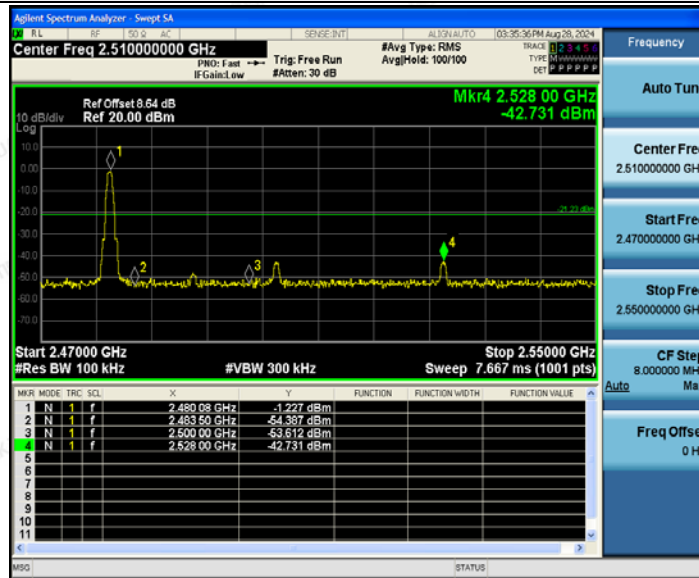 Agilent Spectrum Analyzer - Swept SA
RL RF 50 Ω AC SENSE:INT ALIGN AUTO 03:35:36 PM Aug 28, 2024
Center Freq 2.510000000 GHz
#Avg Type: RMS
TRACE 1 2 3 4 5 6
PNO: Fast Trig: Free Run Avg|Hold: 100/100
TYPE M
IFGain:Low #Atten: 30 dB
DET P P P P P P
Mkr4 2.528 00 GHz
-42.731 dBm
Ref Offset 8.64 dB
10 dB/div Ref 20.00 dBm
Log
10.0
0.00
-10.0
-20.0
-30.0
-40.0
-50.0
-60.0
-70.0
-21.23 dBm
1
2
3
4
Start 2.47000 GHz Stop 2.55000 GHz
#Res BW 100 kHz #VBW 300 kHz Sweep 7.667 ms (1001 pts)
MKR MODE TRC SCL X Y FUNCTION FUNCTION WIDTH FUNCTION VALUE
1 N 1 f 2.480 08 GHz -1.227 dBm
2 N 1 f 2.483 50 GHz -54.387 dBm
3 N 1 f 2.500 00 GHz -53.612 dBm
4 N 1 f 2.528 00 GHz -42.731 dBm
5
6
7
8
9
10
11
MSG STATUS
Frequency
Auto Tun
Center Fre
2.510000000 GH
Start Fre
2.470000000 GH
Stop Fre
2.550000000 GH
CF Step
8.000000 MH
Auto Ma
Freq Offse
0 H